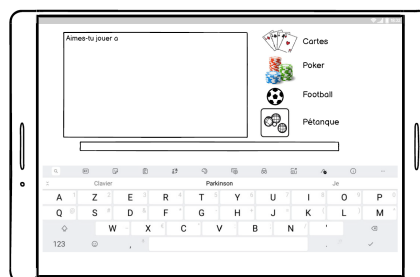 Aimes-tu jouer a
Cartes
Poker
Football
Pétanque
Clavier Parkinson Je
A Z E R T Y U I O P
Q S D F G H J K L M
W X C V B N '
123 , .